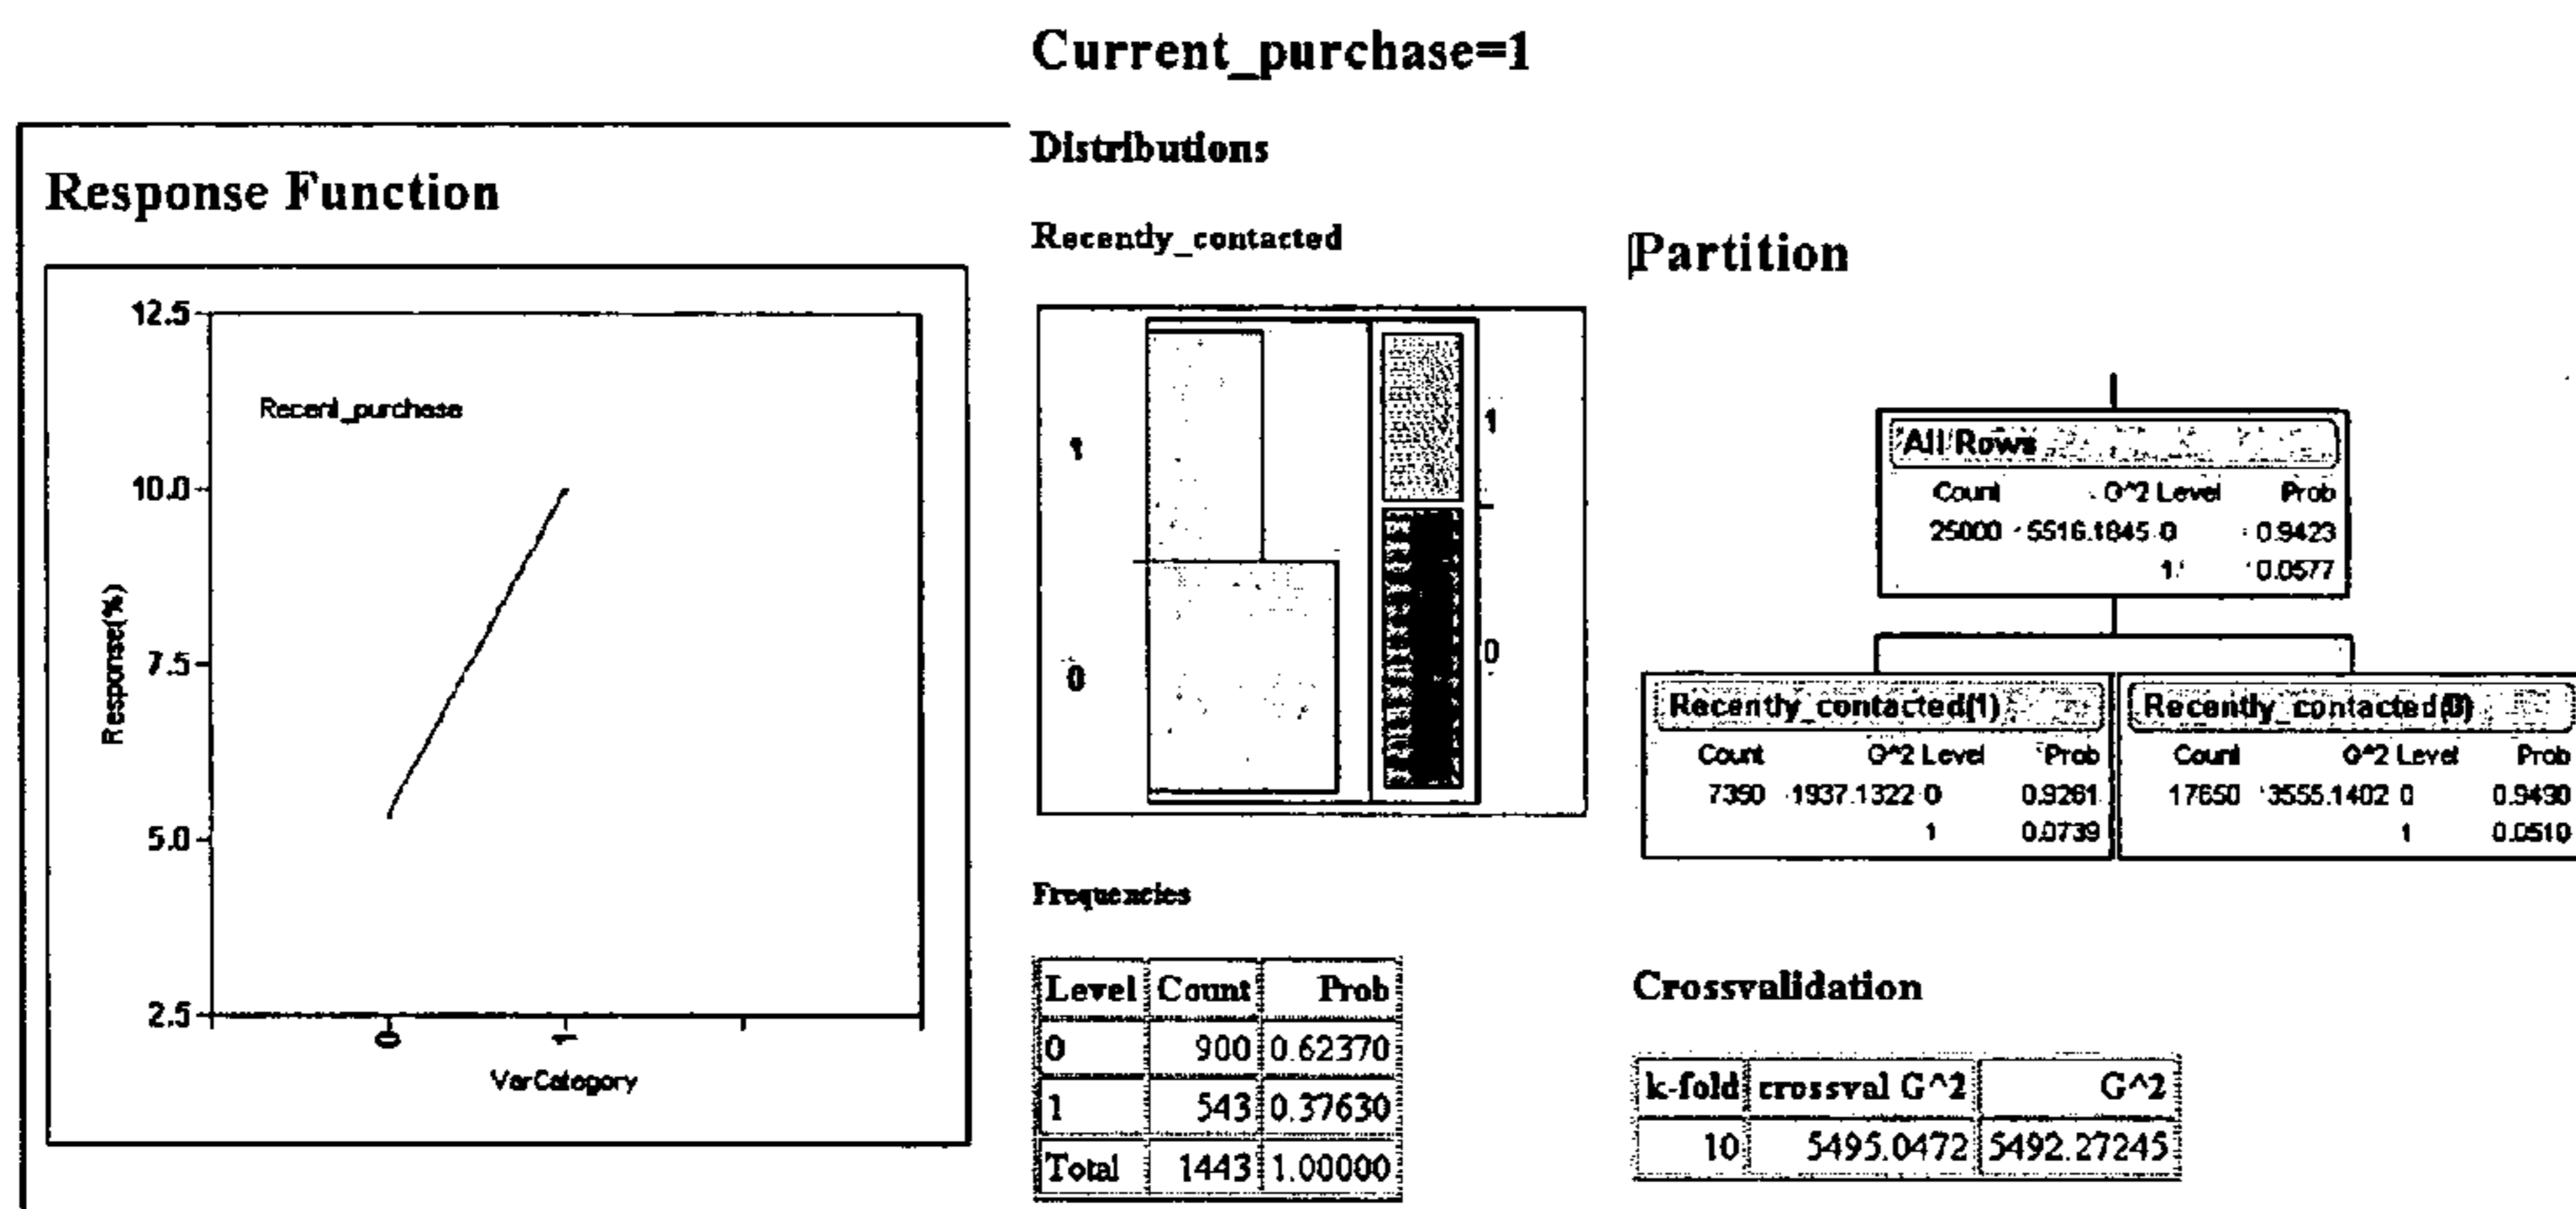 Current_purchase=1
Response Function
12.5
10.0
7.5
5.0
2.5
Response(%)
Recent_purchase
0 1
VarCategory
Distributions
Recently_contacted
1
0
1
0
Frequencies
Level Count Prob
0 900 0.62370
1 543 0.37630
Total 1443 1.00000
Partition
All Rows
Count G^2 Level Prob
25000 5516.1845 0 0.9423
1 0.0577
Recently_contacted(1)
Count G^2 Level Prob
7350 1937.1322 0 0.9261
1 0.0739
Recently_contacted(0)
Count G^2 Level Prob
17650 3555.1402 0 0.9490
1 0.0510
Crossvalidation
k-fold crossval G^2 G^2
10 5495.0472 5492.27245